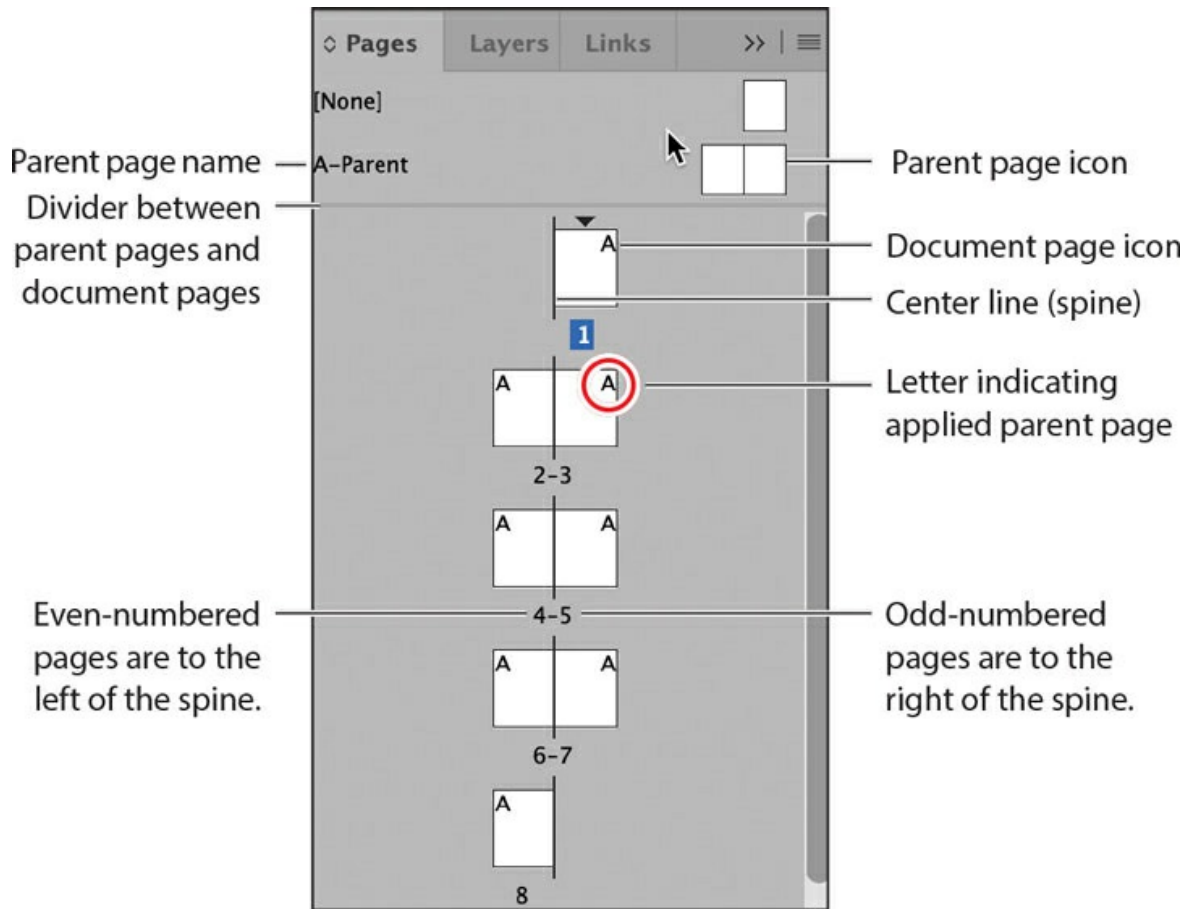 Pages Layers Links
[None]
Parent page name
A-Parent
Parent page icon
Divider between
parent pages and
document pages
A
Document page icon
Center line (spine)
1
A A
Letter indicating
applied parent page
2-3
A A
Even-numbered
pages are to the
left of the spine.
4-5
Odd-numbered
pages are to the
right of the spine.
A A
6-7
A
8